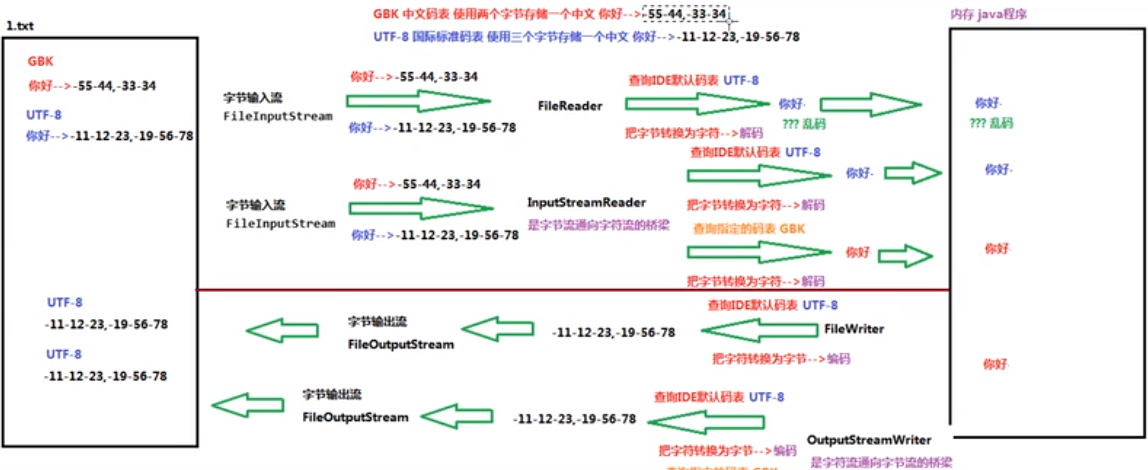 GBK 中文码表 使用两个字节存储一个中文 你好-->-55-44,-33-34
UTF-8 国际标准码表 使用三个字节存储一个中文 你好-->-11-12-23,-19-56-78
内存 java程序
1.txt
GBK
你好-->-55-44,-33-34
UTF-8
你好-->-11-12-23,-19-56-78
字节输入流
FileInputStream
你好-->-55-44,-33-34
你好-->-11-12-23,-19-56-78
FileReader
查询IDE默认码表 UTF-8
把字节转换为字符-->解码
你好·
??? 乱码
你好·
??? 乱码
字节输入流
FileInputStream
你好-->-55-44,-33-34
你好-->-11-12-23,-19-56-78
InputStreamReader
是字节流通向字符流的桥梁
查询IDE默认码表 UTF-8
把字节转换为字符-->解码
你好·
你好·
查询指定的码表 GBK
把字节转换为字符-->解码
你好·
你好·
UTF-8
-11-12-23,-19-56-78
UTF-8
-11-12-23,-19-56-78
字节输出流
FileOutputStream
-11-12-23,-19-56-78
查询IDE默认码表 UTF-8
把字符转换为字节-->编码
FileWriter
你好·
字节输出流
FileOutputStream
-11-12-23,-19-56-78
查询IDE默认码表 UTF-8
把字符转换为字节-->编码
OutputStreamWriter
是字符流通向字节流的桥梁